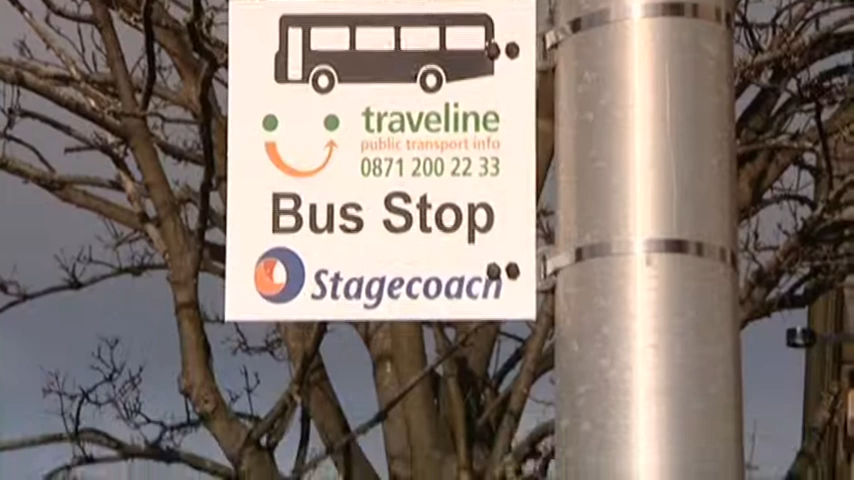 traveline
public transport info
0871 200 22 33
Bus Stop
Stagecoach